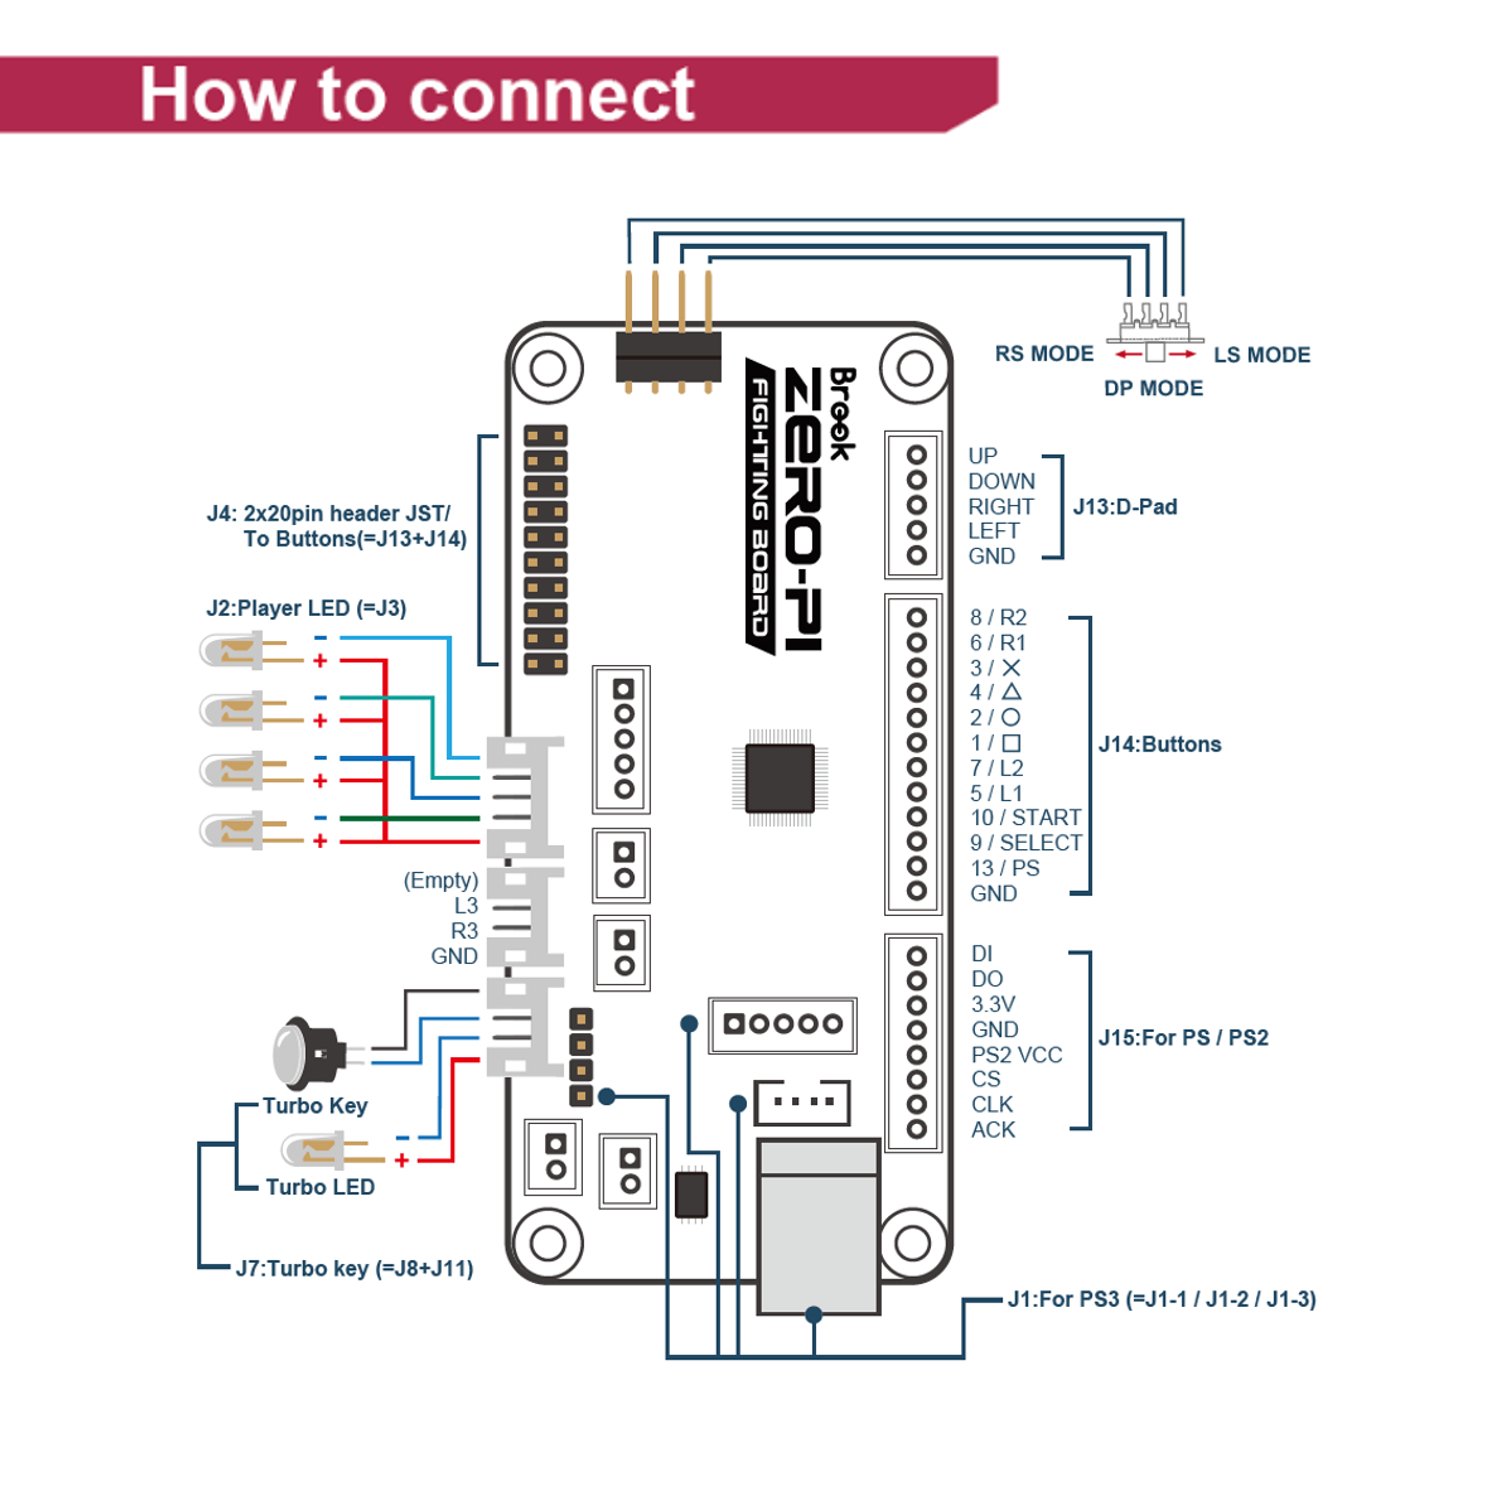 How to connect
RS MODE
LS MODE
DP MODE
Brook
ZERO-PI
FIGHTING BOARD
UP
DOWN
RIGHT
LEFT
GND
J13:D-Pad
J4: 2x20pin header JST/
To Buttons(=J13+J14)
J2:Player LED (=J3)
-
+
-
+
-
+
-
+
8 / R2
6 / R1
3 / ✕
4 / △
2 / ○
1 / □
7 / L2
5 / L1
10 / START
9 / SELECT
13 / PS
GND
J14:Buttons
(Empty)
L3
R3
GND
DI
DO
3.3V
GND
PS2 VCC
CS
CLK
ACK
J15:For PS / PS2
Turbo Key
-
+
Turbo LED
J7:Turbo key (=J8+J11)
J1:For PS3 (=J1-1 / J1-2 / J1-3)